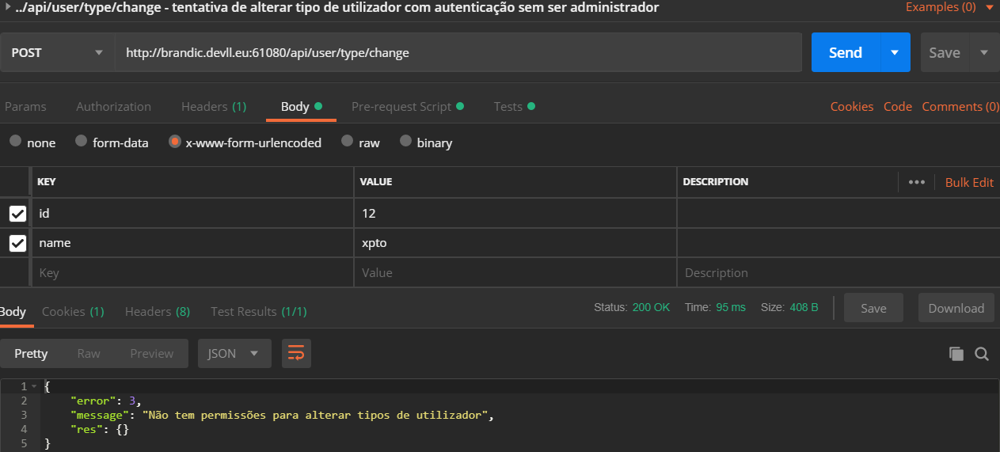 ../api/user/type/change - tentativa de alterar tipo de utilizador com autenticação sem ser administrador Examples (0)
POST http://brandic.devll.eu:61080/api/user/type/change Send Save
Params Authorization Headers (1) Body Pre-request Script Tests Cookies Code Comments (0)
none form-data x-www-form-urlencoded raw binary
KEY VALUE DESCRIPTION ••• Bulk Edit
id 12
name xpto
Key Value Description
Body Cookies (1) Headers (8) Test Results (1/1) Status: 200 OK Time: 95 ms Size: 408 B Save Download
Pretty Raw Preview JSON
1 {
2 "error": 3,
3 "message": "Não tem permissões para alterar tipos de utilizador",
4 "res": {}
5 }